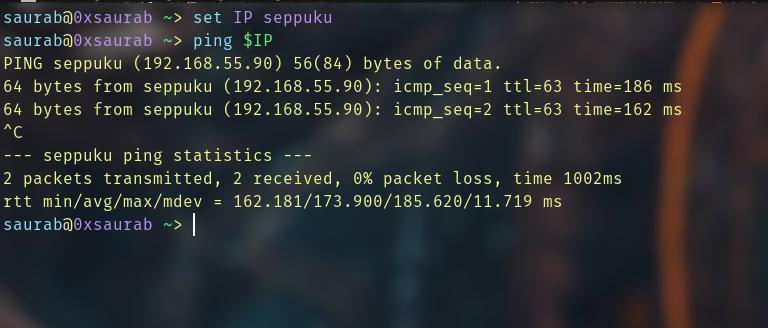 saurab@0xsaurab ~> set IP seppuku
saurab@0xsaurab ~> ping $IP
PING seppuku (192.168.55.90) 56(84) bytes of data.
64 bytes from seppuku (192.168.55.90): icmp_seq=1 ttl=63 time=186 ms
64 bytes from seppuku (192.168.55.90): icmp_seq=2 ttl=63 time=162 ms
^C
--- seppuku ping statistics ---
2 packets transmitted, 2 received, 0% packet loss, time 1002ms
rtt min/avg/max/mdev = 162.181/173.900/185.620/11.719 ms
saurab@0xsaurab ~>